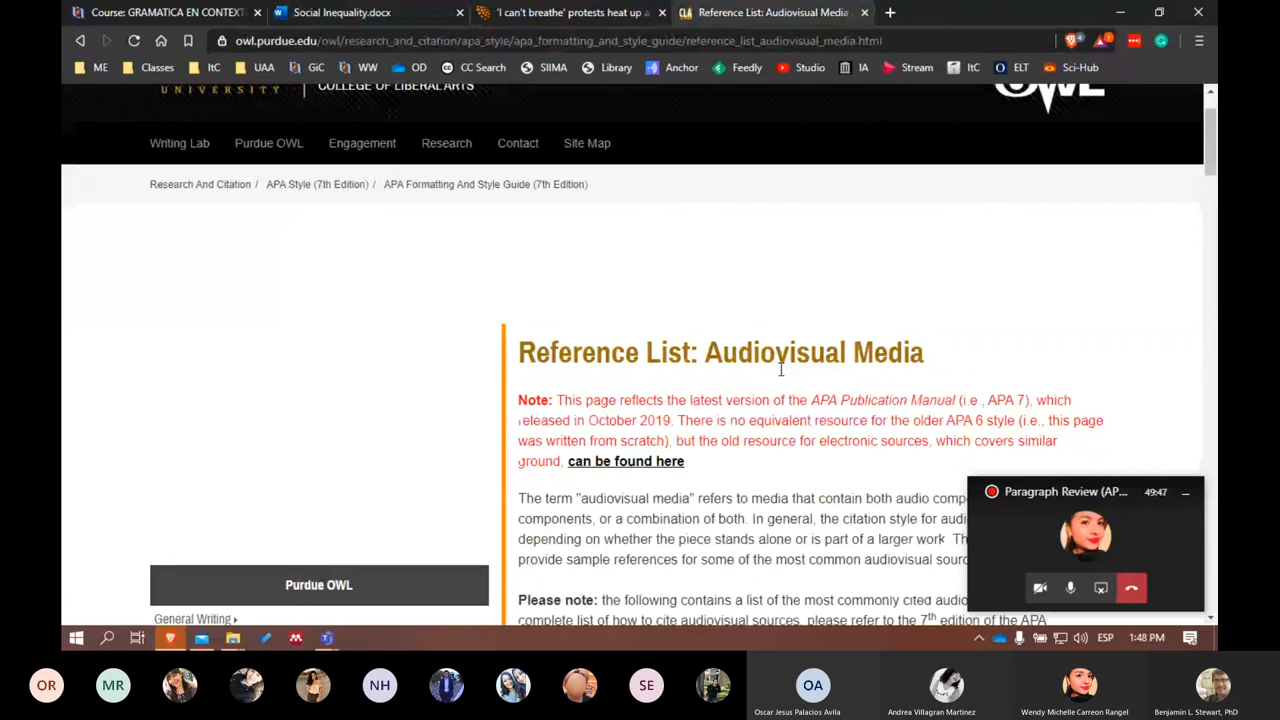 Course: GRAMATICA EN CONTEXT
Social Inequality.docx
'I can't breathe' protests heat up a
Reference List: Audiovisual Media
owl.purdue.edu/owl/research_and_citation/apa_style/apa_formatting_and_style_guide/reference_list_audiovisual_media.html
4
1
ME
Classes
ItC
UAA
GiC
WW
OD
CC Search
SIIMA
Library
Anchor
Feedly
Studio
IA
Stream
ItC
ELT
Sci-Hub
UNIVERSITY
COLLEGE OF LIBERAL ARTS
OWL
Writing Lab
Purdue OWL
Engagement
Research
Contact
Site Map
Research And Citation / APA Style (7th Edition) / APA Formatting And Style Guide (7th Edition)
Reference List: Audiovisual Media
Note: This page reflects the latest version of the APA Publication Manual (i.e., APA 7), which
released in October 2019. There is no equivalent resource for the older APA 6 style (i.e., this page
was written from scratch), but the old resource for electronic sources, which covers similar
ground, can be found here
The term "audiovisual media" refers to media that contain both audio comp
components, or a combination of both. In general, the citation style for audi
depending on whether the piece stands alone or is part of a larger work. Th
provide sample references for some of the most common audiovisual sourc
Please note: the following contains a list of the most commonly cited audio
complete list of how to cite audiovisual sources, please refer to the 7th edition of the APA
Purdue OWL
General Writing
Paragraph Review (AP...
49:47
ESP
1:48 PM
OR
MR
NH
SE
OA
Oscar Jesus Palacios Avila
Andrea Villagran Martinez
Wendy Michelle Carreon Rangel
Benjamin L. Stewart, PhD